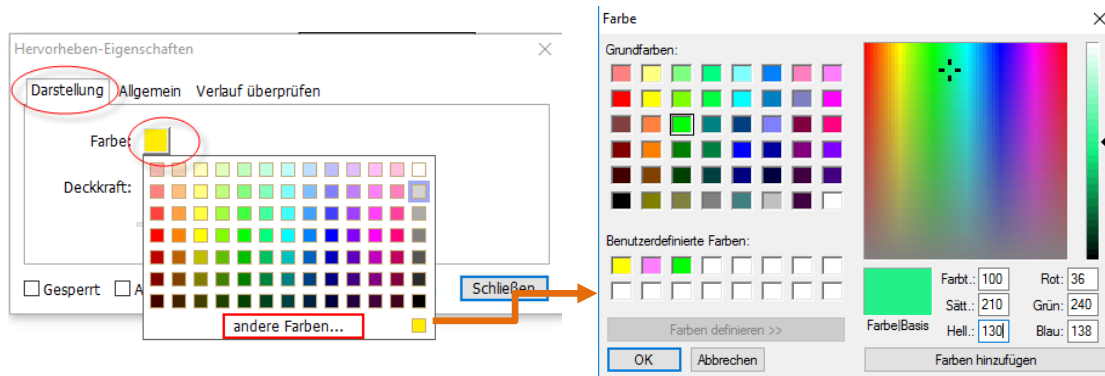 Hervorheben-Eigenschaften
Darstellung Allgemein Verlauf überprüfen
Farbe:
Deckkraft:
Gesperrt A
Schließen
andere Farben...
Farbe
Grundfarben:
Benutzerdefinierte Farben:
Farben definieren >>
OK Abbrechen
Farbe|Basis
Farbt.: 100 Rot: 36
Sätt.: 210 Grün: 240
Hell.: 130 Blau: 138
Farben hinzufügen